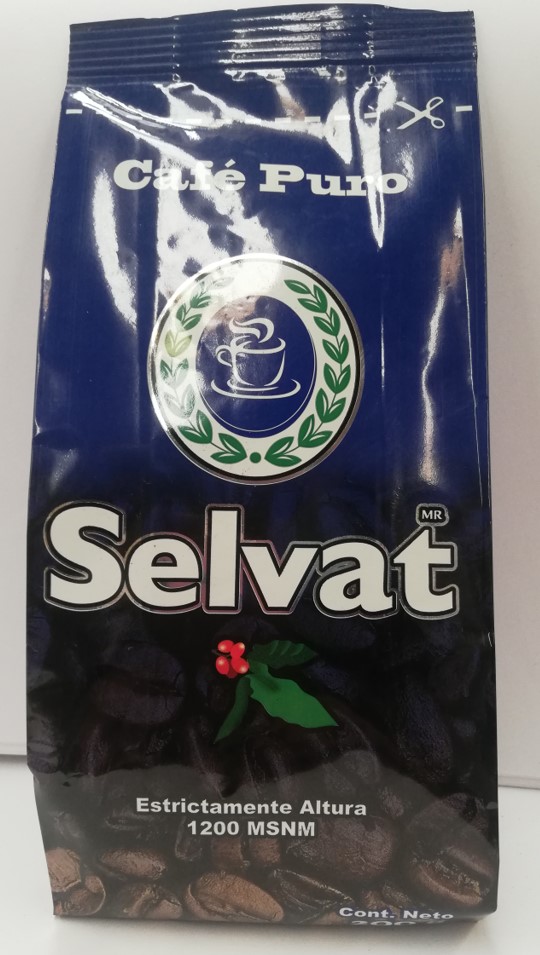 Café Puro
Selvat
MR
Estrictamente Altura
1200 MSNM
Cont. Neto